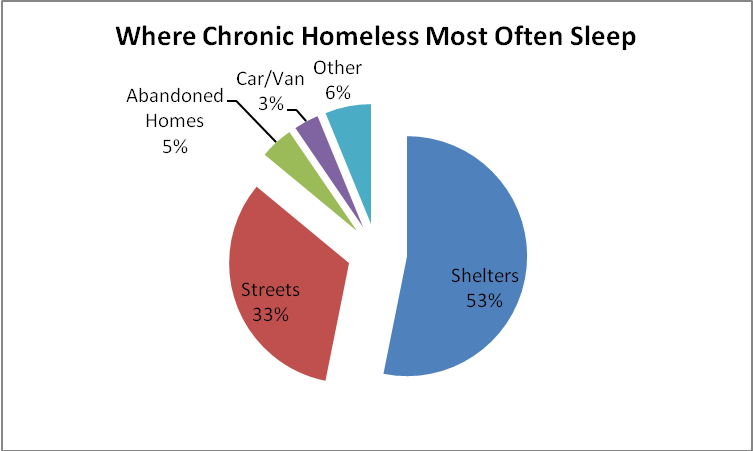 Where Chronic Homeless Most Often Sleep
Other
6%
Car/Van
3%
Abandoned
Homes
5%
Shelters
53%
Streets
33%